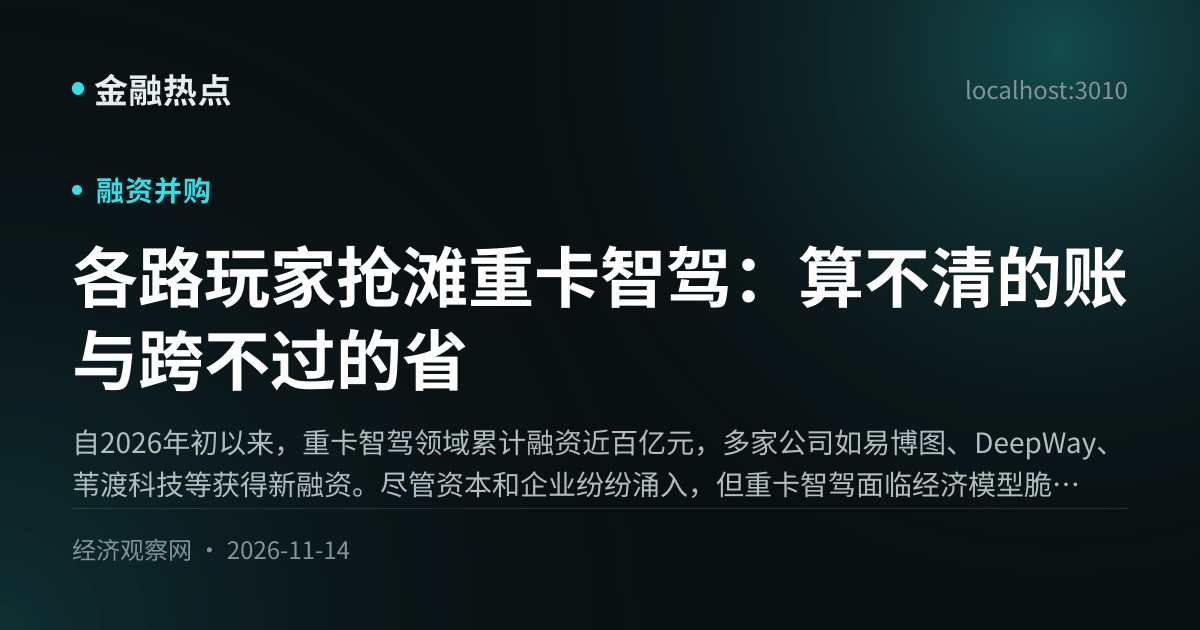 金融热点
localhost:3010
融资并购
各路玩家抢滩重卡智驾：算不清的账
与跨不过的省
自2026年初以来，重卡智驾领域累计融资近百亿元，多家公司如易博图、DeepWay、
苇渡科技等获得新融资。尽管资本和企业纷纷涌入，但重卡智驾面临经济模型脆…
经济观察网 · 2026-11-14